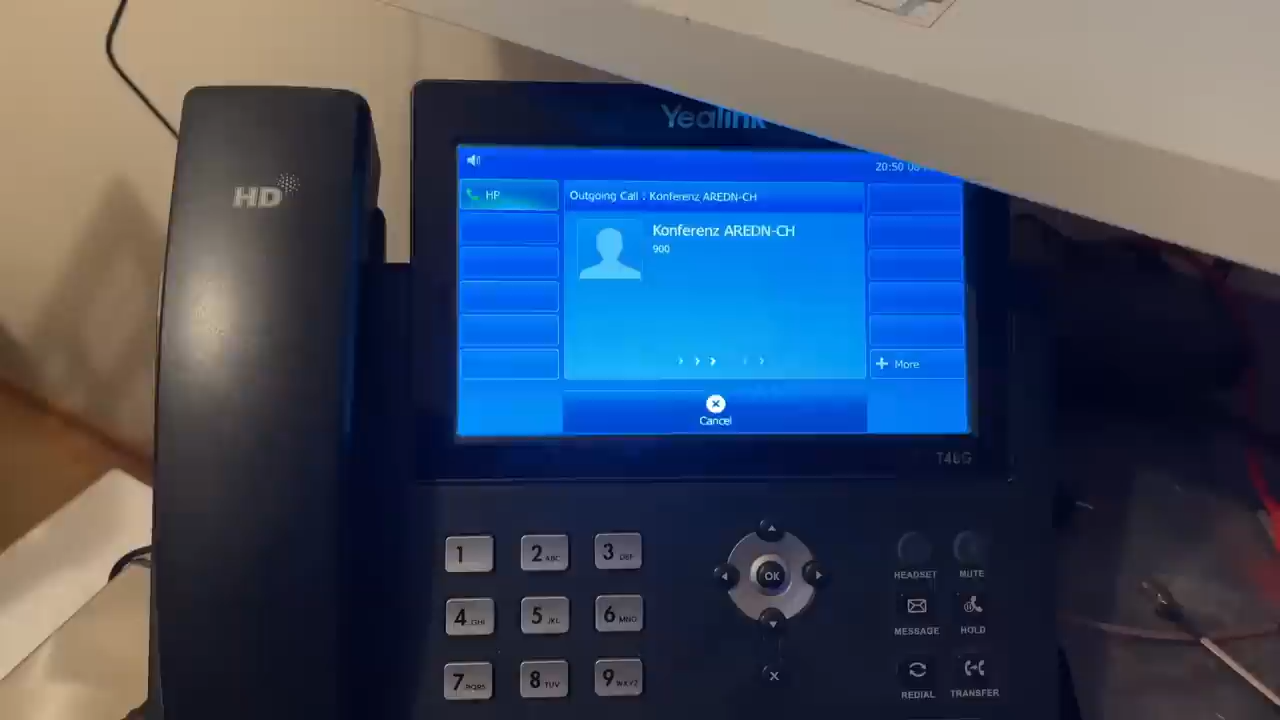 Yealink
HD
20:50
HP
Outgoing Call : Konferenz AREDN-CH
Konferenz AREDN-CH
900
More
Cancel
T48G
1
2 ABC
3 DEF
OK
HEADSET
MUTE
4 GHI
5 JKL
6 MNO
MESSAGE
HOLD
7 PQRS
8 TUV
9 WXYZ
X
REDIAL
TRANSFER